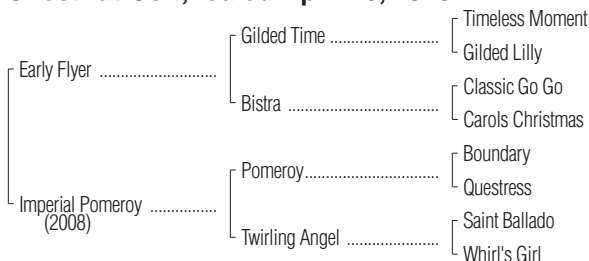 Timeless Moment
Gilded Time ..............................
Gilded Lilly
Early Flyer ................................
Classic Go Go
Bistra ........................................
Carols Christmas
Boundary
Pomeroy....................................
Questress
Imperial Pomeroy ..................
(2008)
Saint Ballado
Twirling Angel .........................
Whirl's Girl